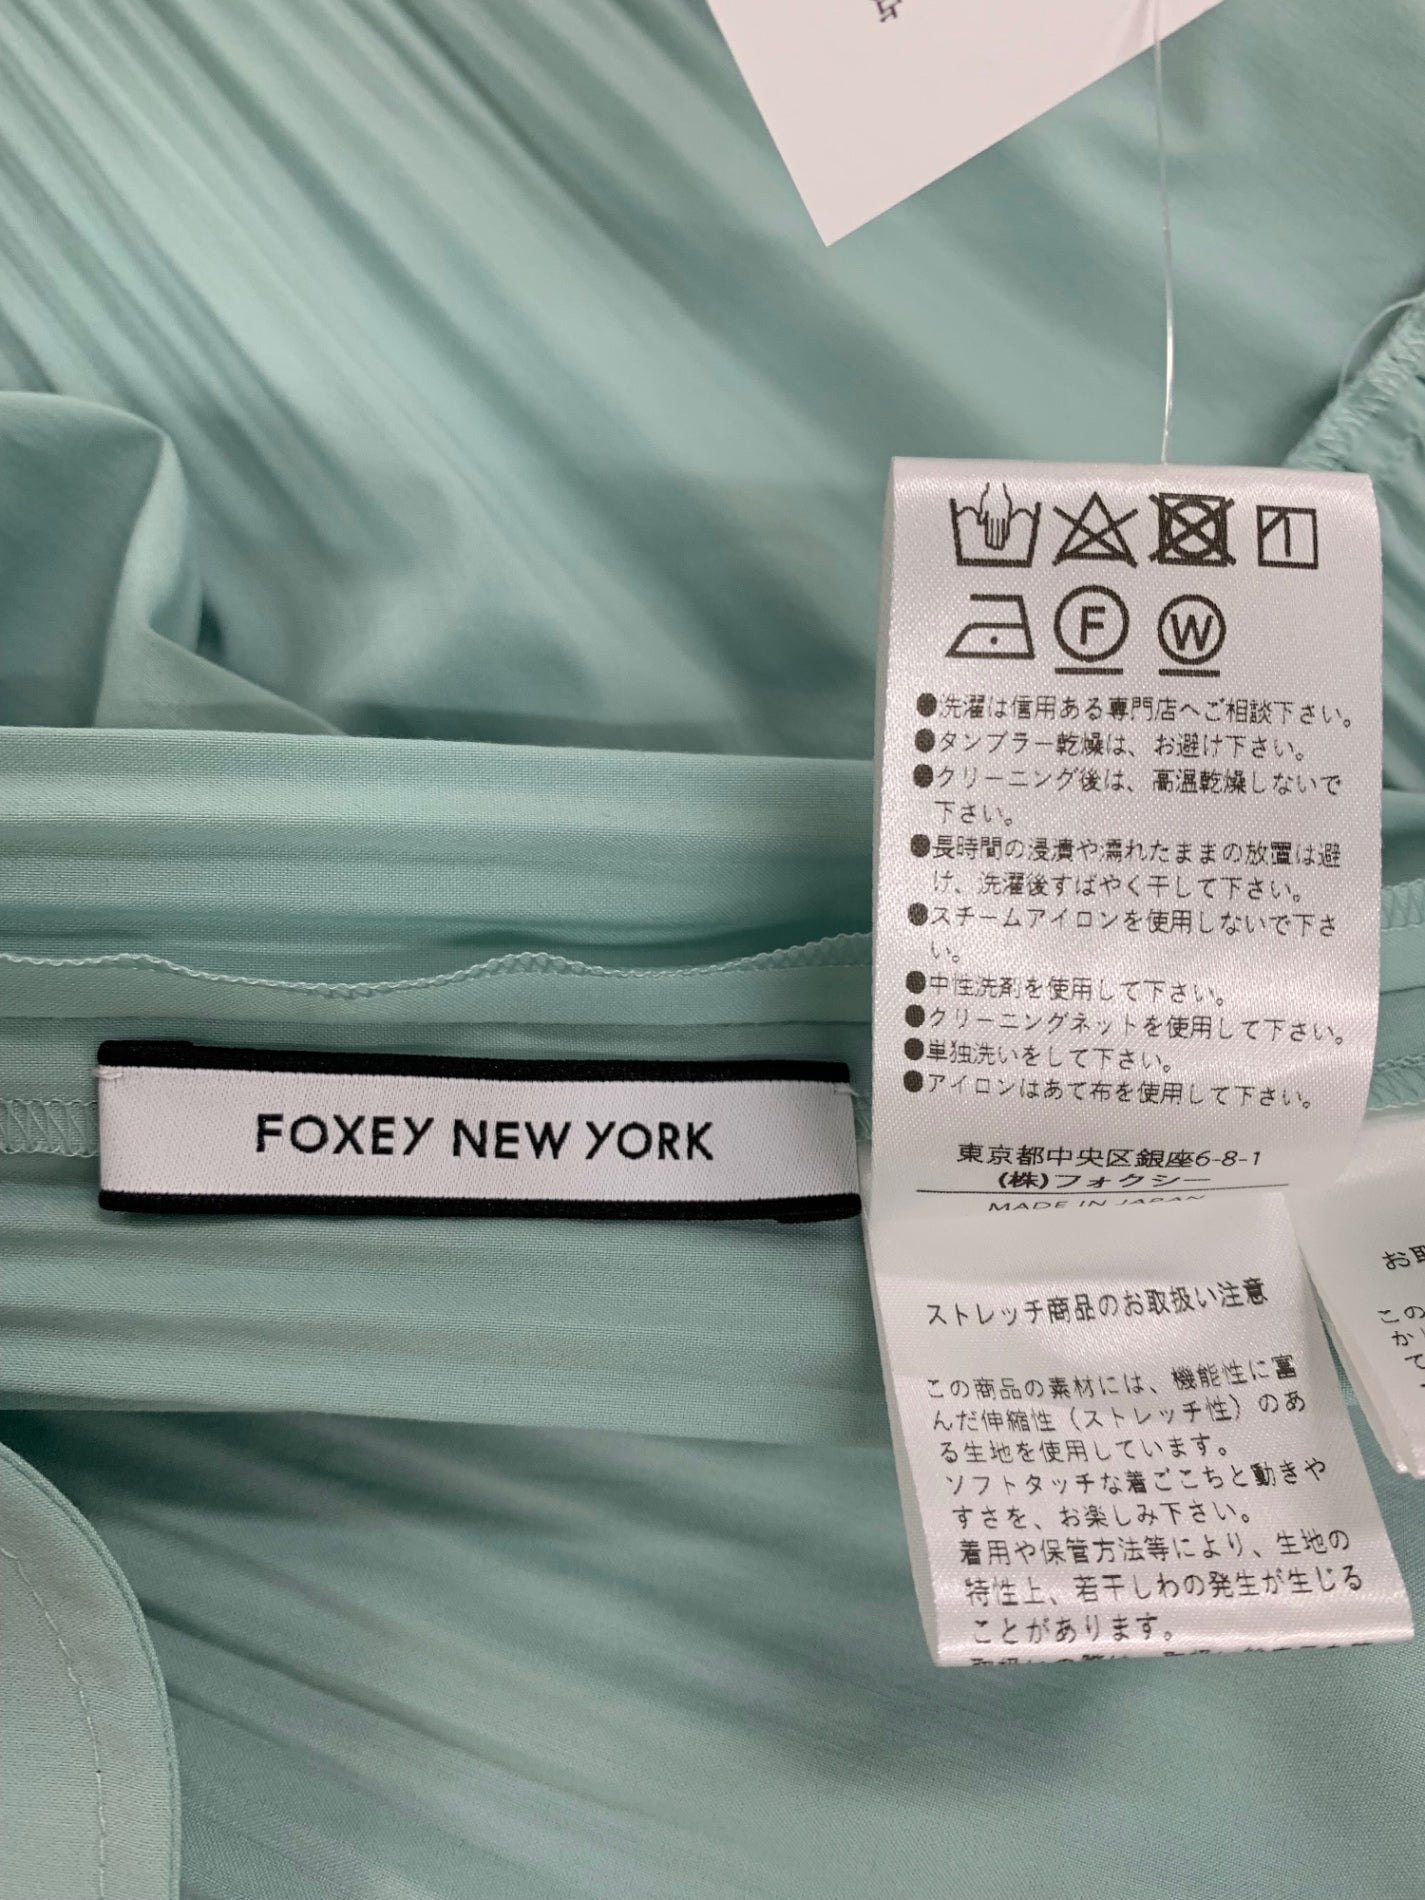 F W
●洗濯は信用ある専門店へご相談下さい。
●タンブラー乾燥は、お避け下さい。
●クリーニング後は、高温乾燥しないで
下さい。
●長時間の浸漬や濡れたままの放置は避
け、洗濯後すばやく干して下さい。
●スチームアイロンを使用しないで下さ
い。
●中性洗剤を使用して下さい。
●クリーニングネットを使用して下さい。
●単独洗いをして下さい。
●アイロンはあて布を使用して下さい。
東京都中央区銀座6-8-1
(株)フォクシー
MADE IN JAPAN
FOXEY NEW YORK
ストレッチ商品のお取扱い注意
この商品の素材には、機能性に富
んだ伸縮性（ストレッチ性）のあ
る生地を使用しています。
ソフトタッチな着ごこちと動きや
すさを、お楽しみ下さい。
着用や保管方法等により、生地の
特性上、若干しわの発生が生じる
ことがあります。
お取
この
か
て